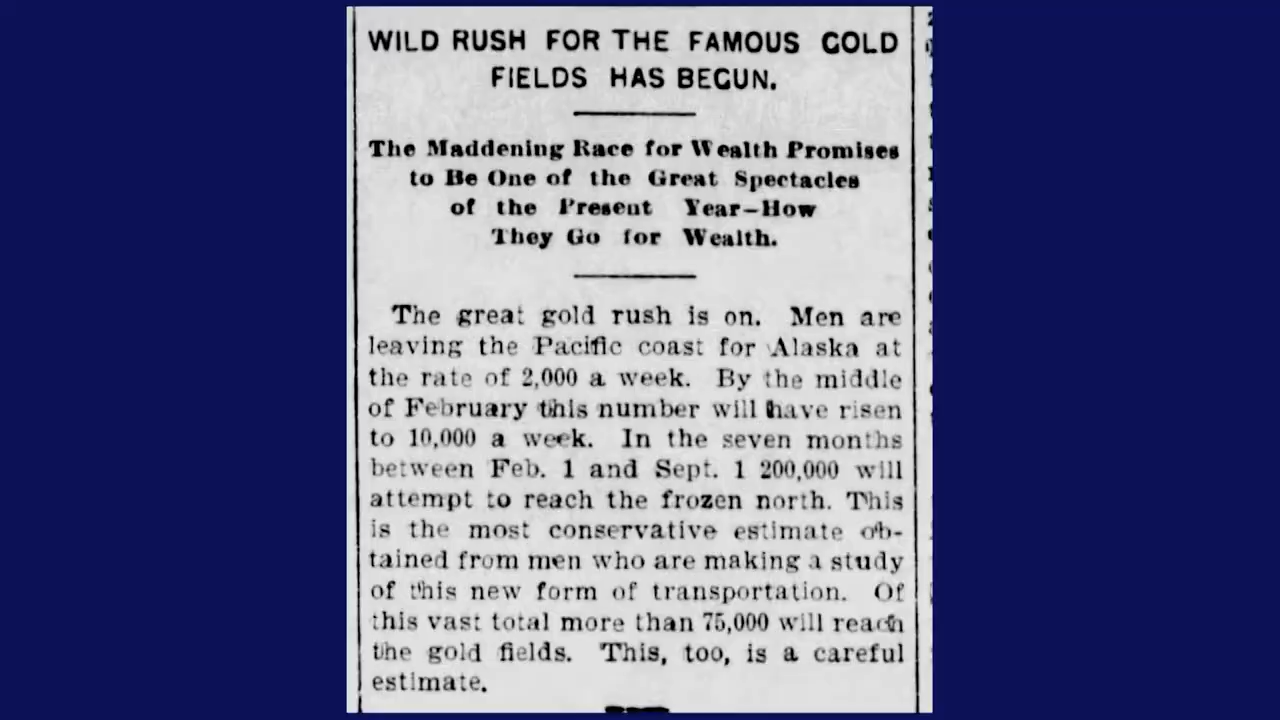 WILD RUSH FOR THE FAMOUS GOLD
FIELDS HAS BEGUN.
The Maddening Race for Wealth Promises
to Be One of the Great Spectacles
of the Present Year—How
They Go for Wealth.
The great gold rush is on. Men are
leaving the Pacific coast for Alaska at
the rate of 2,000 a week. By the middle
of February this number will have risen
to 10,000 a week. In the seven months
between Feb. 1 and Sept. 1 200,000 will
attempt to reach the frozen north. This
is the most conservative estimate ob-
tained from men who are making a study
of this new form of transportation. Of
this vast total more than 75,000 will reach
the gold fields. This, too, is a careful
estimate.